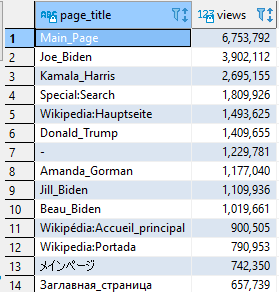 page_title 123 views
1 Main_Page 6,753,792
2 Joe_Biden 3,902,112
3 Kamala_Harris 2,695,155
4 Special:Search 1,809,926
5 Wikipedia:Hauptseite 1,493,625
6 Donald_Trump 1,409,655
7 - 1,229,781
8 Amanda_Gorman 1,177,040
9 Jill_Biden 1,109,936
10 Beau_Biden 1,019,661
11 Wikipédia:Accueil_principal 900,505
12 Wikipedia:Portada 790,953
13 メインページ 742,350
14 Заглавная_страница 657,739